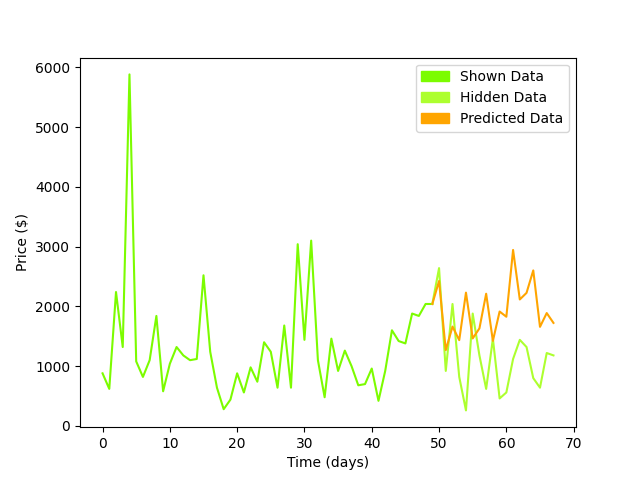 6000
5000
4000
3000
2000
1000
0
Price ($)
Shown Data
Hidden Data
Predicted Data
0 10 20 30 40 50 60 70
Time (days)